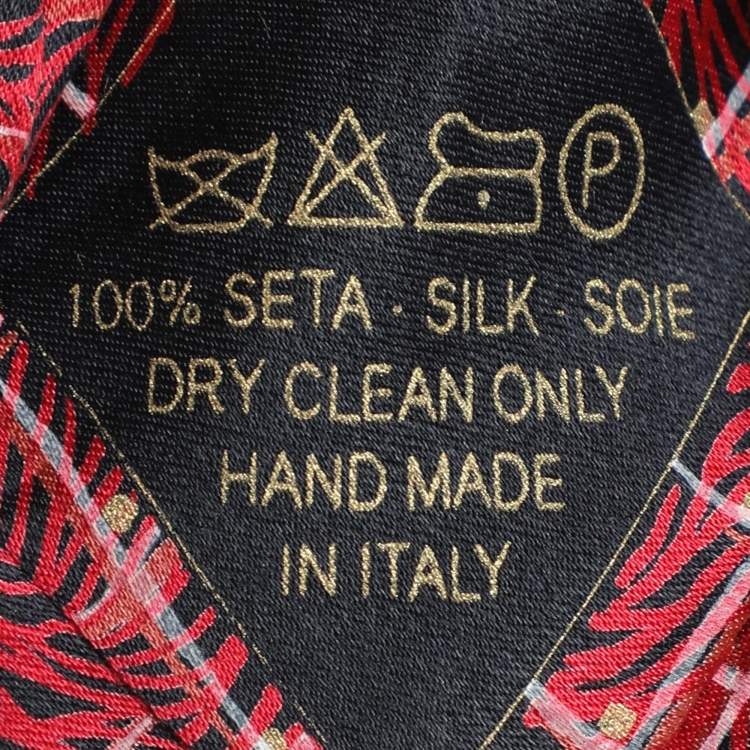 P
100% SETA · SILK · SOIE
DRY CLEAN ONLY
HAND MADE
IN ITALY